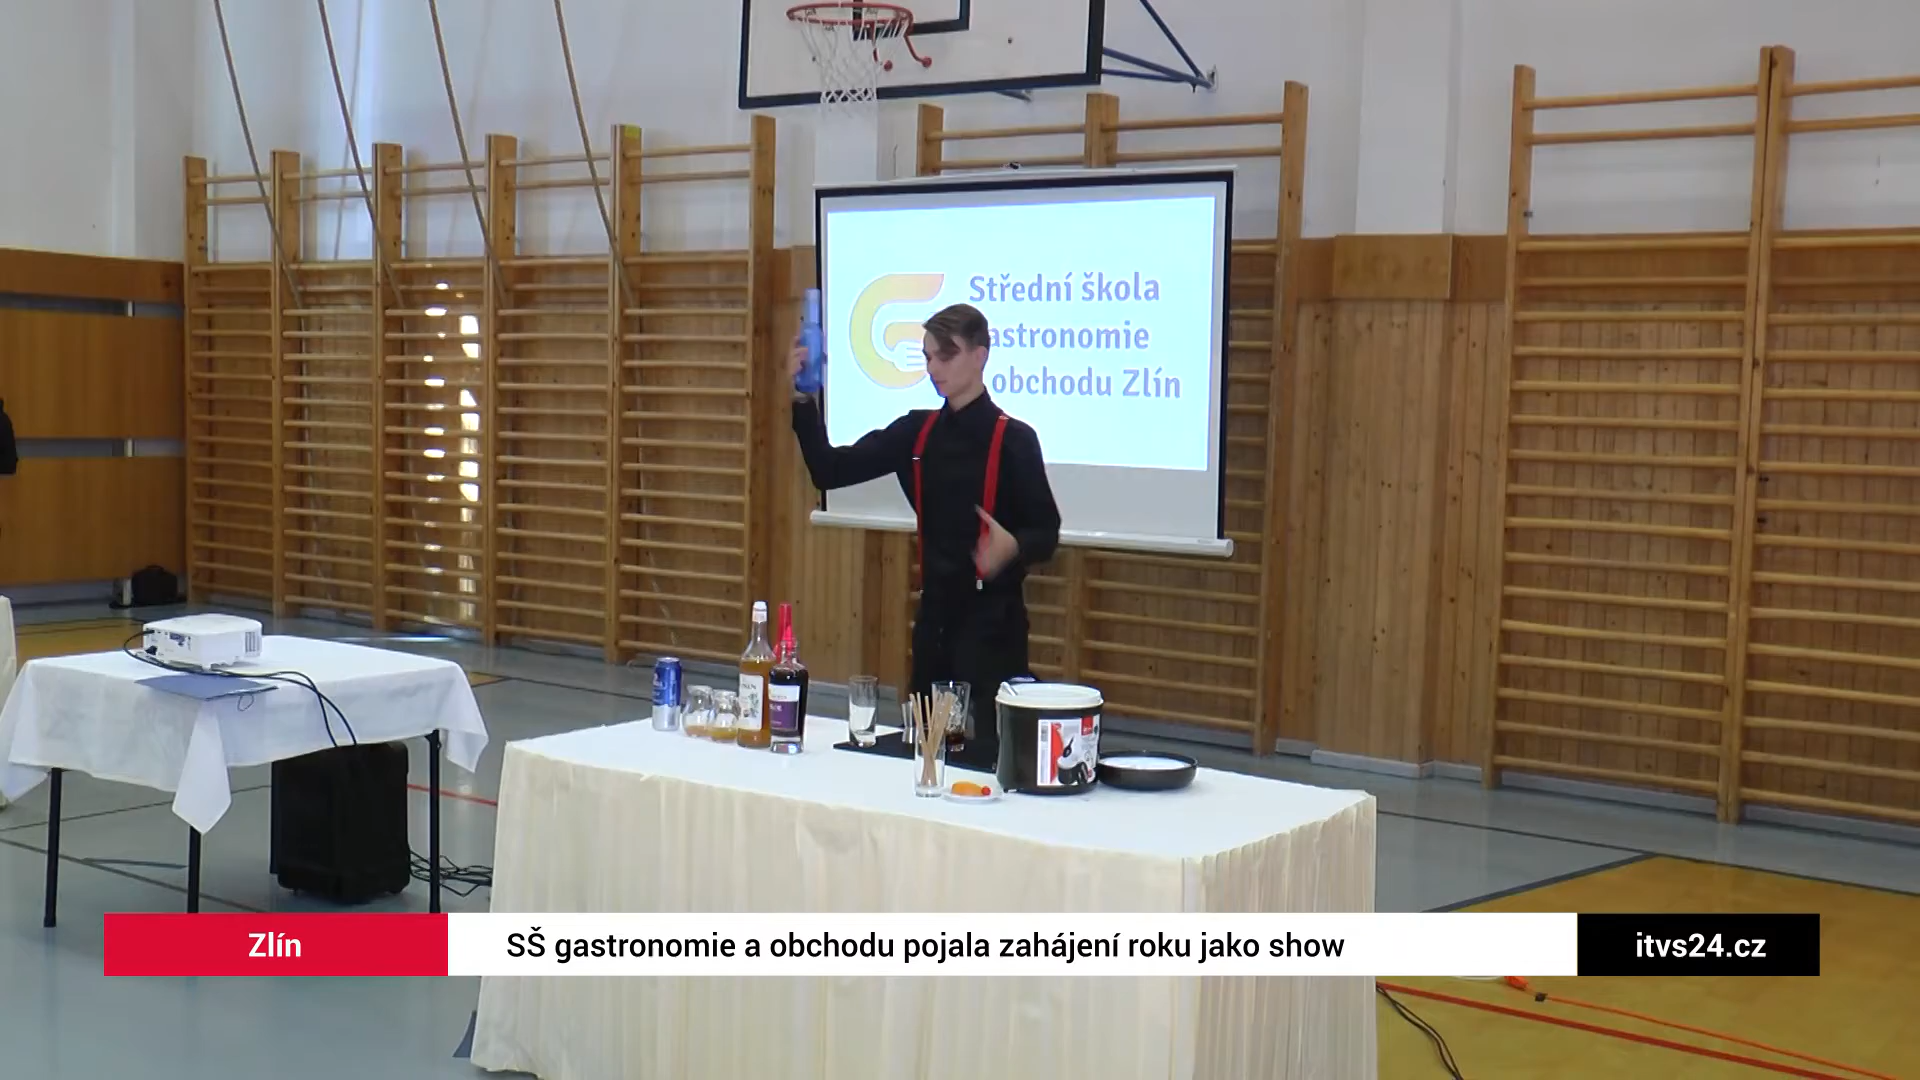 Střední škola
astronomie
obchodu Zlín
Zlín
SŠ gastronomie a obchodu pojala zahájení roku jako show
itvs24.cz